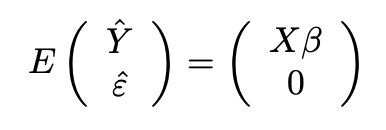 E ( Ŷ ε̂ ) = ( Xβ 0 )